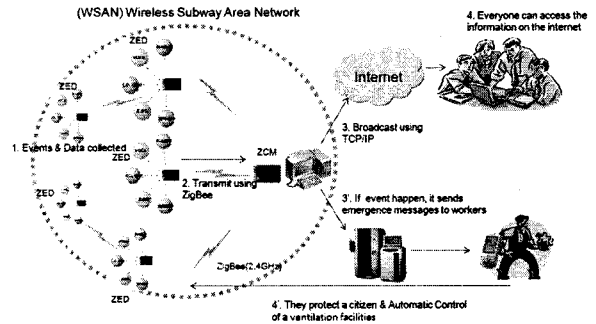 (WSAN) Wireless Subway Area Network
4. Everyone can access the
information on the internet
ZED
ZED
Internet
1. Events & Data collected
3. Broadcast using
TCP/IP
ZED
ZCM
2. Transmit using
ZigBee
ZED
3'. If event happen, it sends
emergence messages to workers
ZigBee(2.4GHz)
ZED
4'. They protect a citizen & Automatic Control
of a ventilation facilities